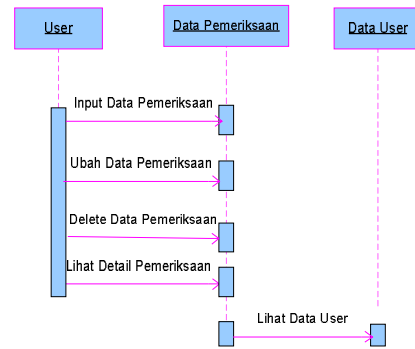 User
Data Pemeriksaan
Data User
Input Data Pemeriksaan
Ubah Data Pemeriksaan
Delete Data Pemeriksaan
Lihat Detail Pemeriksaan
Lihat Data User